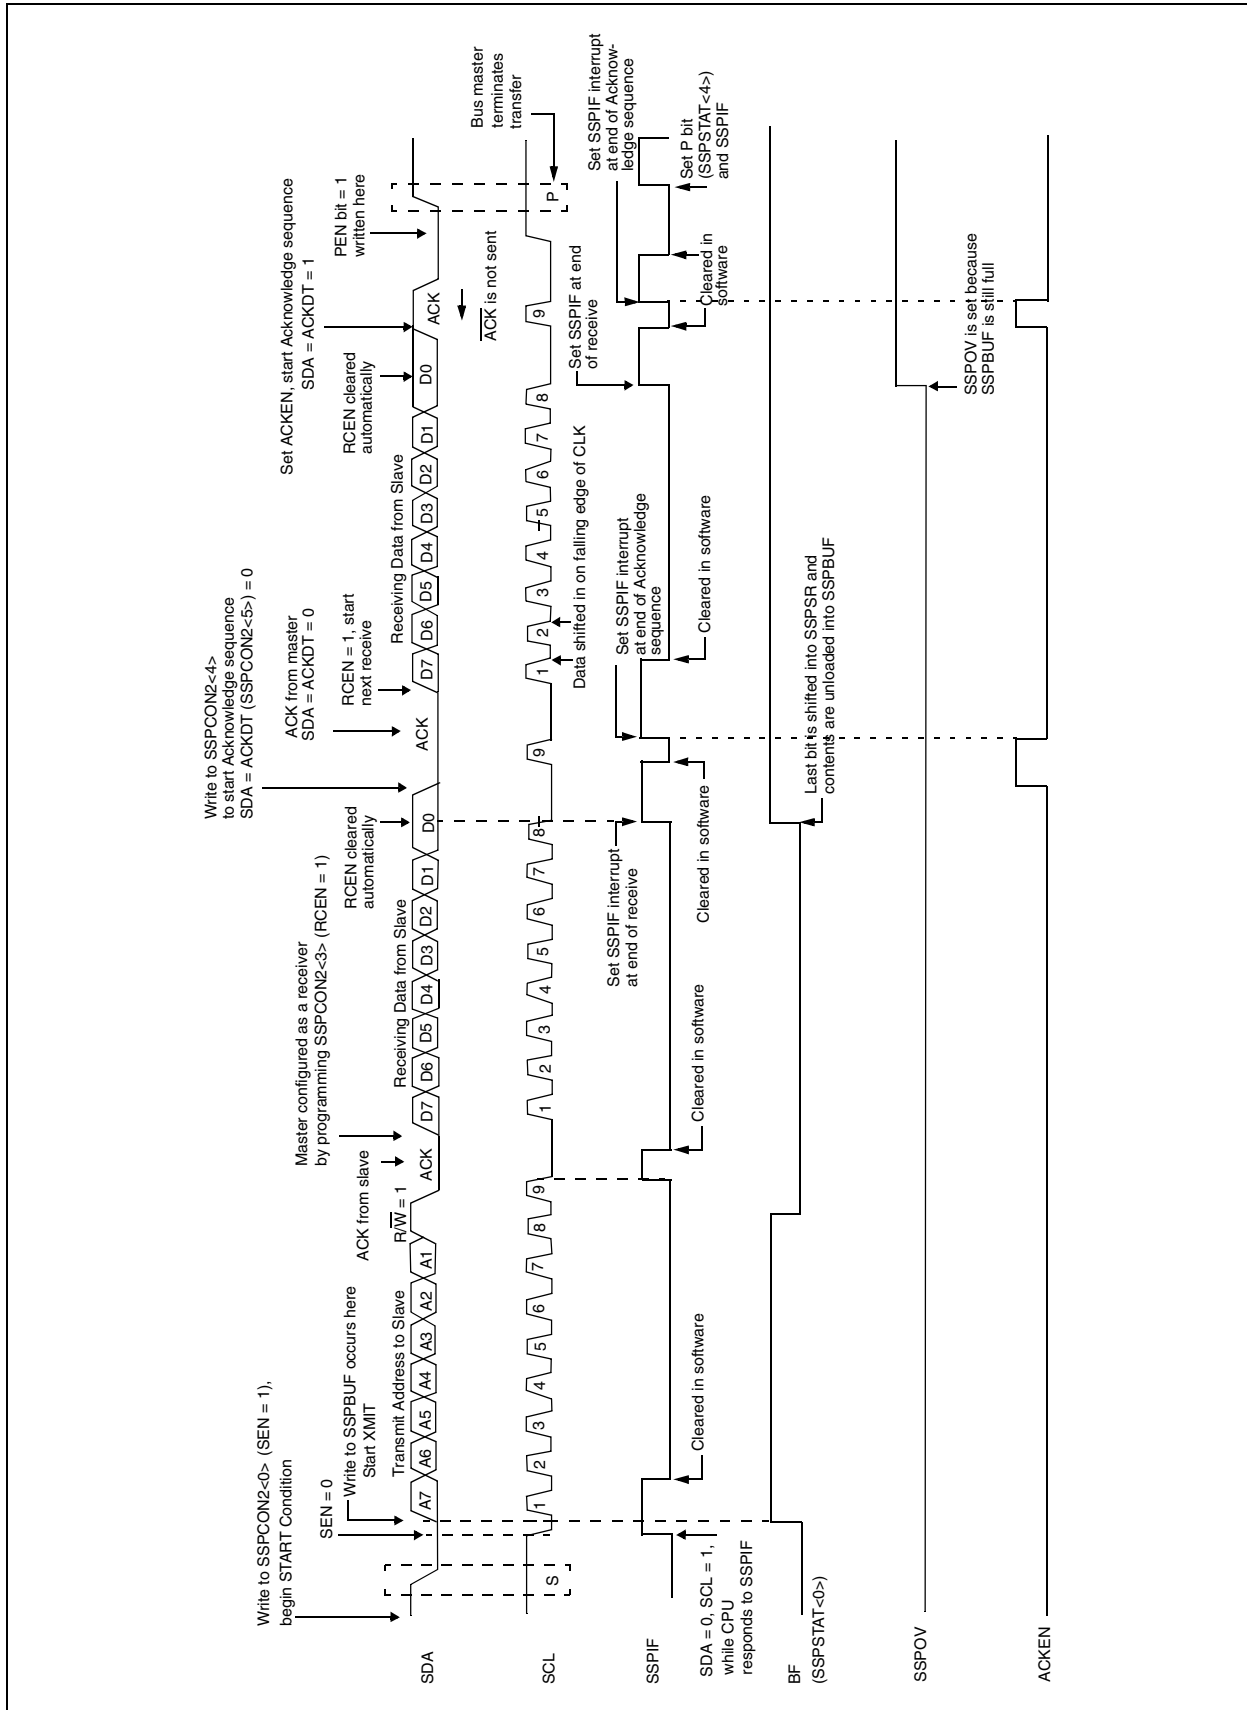 Write to SSPCON2<0> (SEN = 1),
begin START Condition
SEN = 0
Write to SSPBUF occurs here
Start XMIT
Transmit Address to Slave
R/W = 1
ACK from slave
Master configured as a receiver
by programming SSPCON2<3> (RCEN = 1)
Receiving Data from Slave
RCEN cleared
automatically
Write to SSPCON2<4>
to start Acknowledge sequence
SDA = ACKDT (SSPCON2<5>) = 0
ACK from master
SDA = ACKDT = 0
RCEN = 1, start
next receive
Receiving Data from Slave
RCEN cleared
automatically
Set ACKEN, start Acknowledge sequence
SDA = ACKDT = 1
PEN bit = 1
written here
Bus master
terminates
transfer
SDA
A7 A6 A5 A4 A3 A2 A1 ACK D7 D6 D5 D4 D3 D2 D1 D0 ACK D7 D6 D5 D4 D3 D2 D1 D0 ACK
ACK is not sent
SCL
S 1 2 3 4 5 6 7 8 9 1 2 3 4 5 6 7 8 9 1 2 3 4 5 6 7 8 9 P
Data shifted in on falling edge of CLK
Set SSPIF interrupt
at end of receive
Set SSPIF interrupt
at end of Acknowledge
sequence
Set SSPIF at end
of receive
Set SSPIF interrupt
at end of Acknow-
ledge sequence
SSPIF
SDA = 0, SCL = 1,
while CPU
responds to SSPIF
Cleared in software
Cleared in software
Cleared in software
Cleared in software
Cleared in
software
Set P bit
(SSPSTAT<4>)
and SSPIF
BF
(SSPSTAT<0>)
Last bit is shifted into SSPSR and
contents are unloaded into SSPBUF
SSPOV
SSPOV is set because
SSPBUF is still full
ACKEN